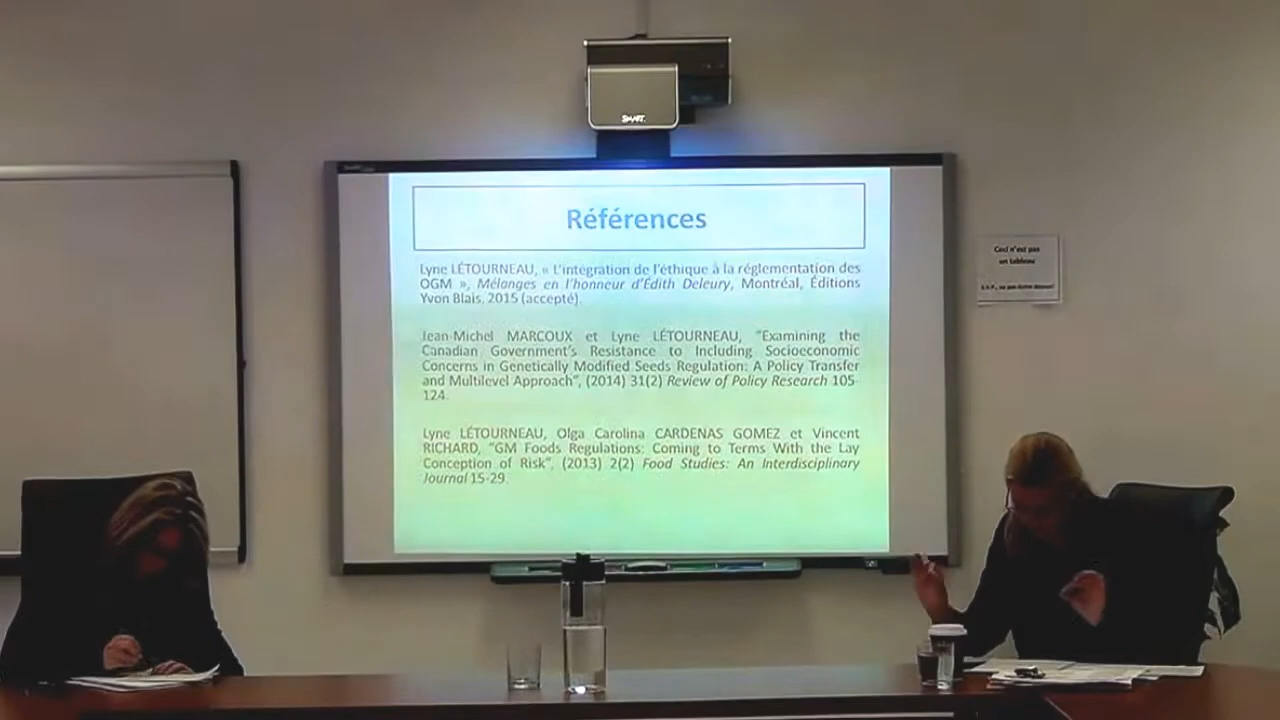 SMART
Références
Lyne LÉTOURNEAU, « L'intégration de l'éthique à la réglementation des
OGM », Mélanges en l'honneur d'Édith Deleury, Montréal, Éditions
Yvon Blais, 2015 (accepté).
Jean-Michel MARCOUX et Lyne LÉTOURNEAU, "Examining the
Canadian Government's Resistance to Including Socioeconomic
Concerns in Genetically Modified Seeds Regulation: A Policy Transfer
and Multilevel Approach", (2014) 31(2) Review of Policy Research 105-
124.
Lyne LÉTOURNEAU, Olga Carolina CARDENAS GOMEZ et Vincent
RICHARD, "GM Foods Regulations: Coming to Terms With the Lay
Conception of Risk", (2013) 2(2) Food Studies: An Interdisciplinary
Journal 15-29.
Ceci n'est pas
un tableau
S.V.P., ne pas écrire dessus!